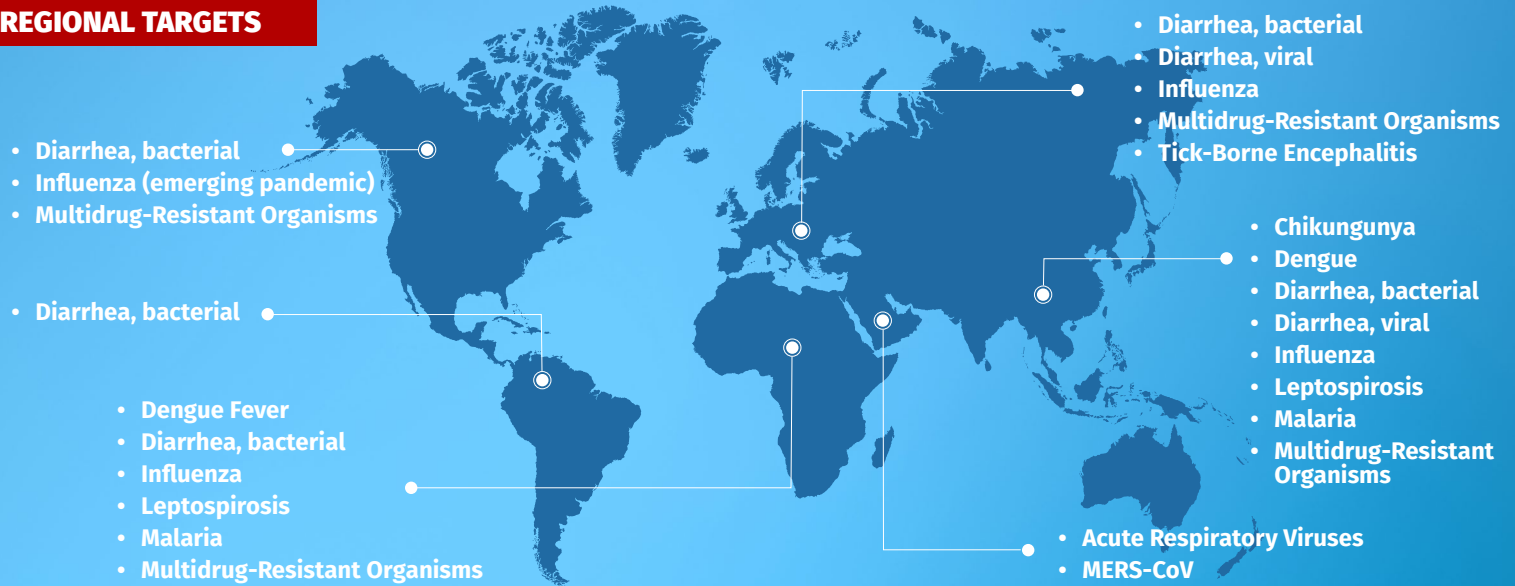 REGIONAL TARGETS
• Diarrhea, bacterial
• Influenza (emerging pandemic)
• Multidrug-Resistant Organisms
• Diarrhea, bacterial
• Dengue Fever
• Diarrhea, bacterial
• Influenza
• Leptospirosis
• Malaria
• Multidrug-Resistant Organisms
• Diarrhea, bacterial
• Diarrhea, viral
• Influenza
• Multidrug-Resistant Organisms
• Tick-Borne Encephalitis
• Chikungunya
• Dengue
• Diarrhea, bacterial
• Diarrhea, viral
• Influenza
• Leptospirosis
• Malaria
• Multidrug-Resistant
Organisms
• Acute Respiratory Viruses
• MERS-CoV